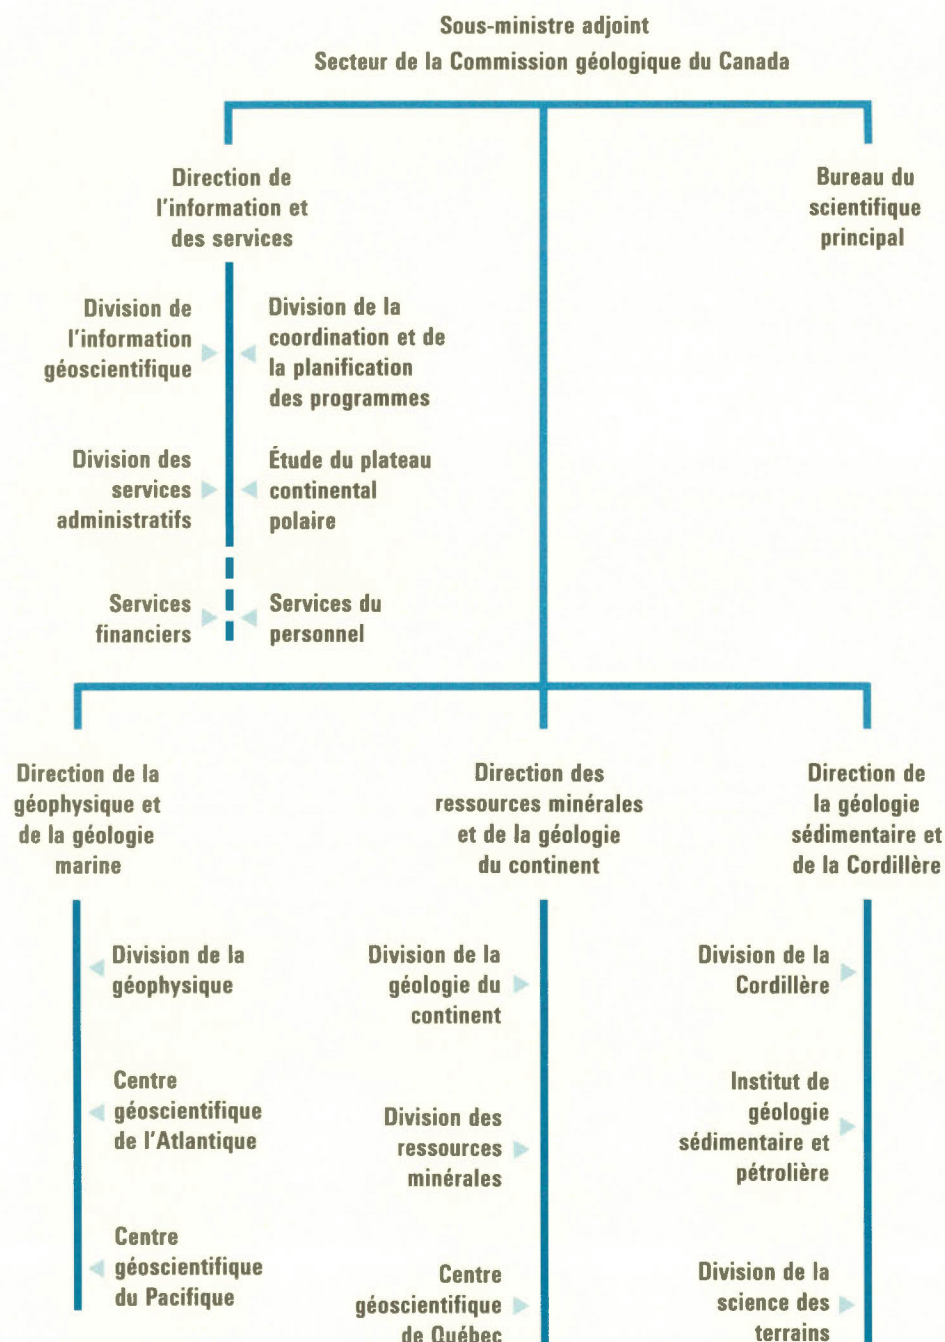 Sous-ministre adjoint
Secteur de la Commission géologique du Canada
Direction de
l'information et
des services
Bureau du
scientifique
principal
Division de
l'information
géoscientifique
Division de la
coordination et de
la planification
des programmes
Division des
services
administratifs
Étude du plateau
continental
polaire
Services
financiers
Services du
personnel
Direction de la
géophysique et
de la géologie
marine
Direction des
ressources minérales
et de la géologie
du continent
Direction de
la géologie
sédimentaire et
de la Cordillère
Division de la
géophysique
Centre
géoscientifique
de l'Atlantique
Centre
géoscientifique
du Pacifique
Division de la
géologie du
continent
Division des
ressources
minérales
Centre
géoscientifique
de Québec
Division de la
Cordillère
Institut de
géologie
sédimentaire et
pétrolière
Division de la
science des
terrains